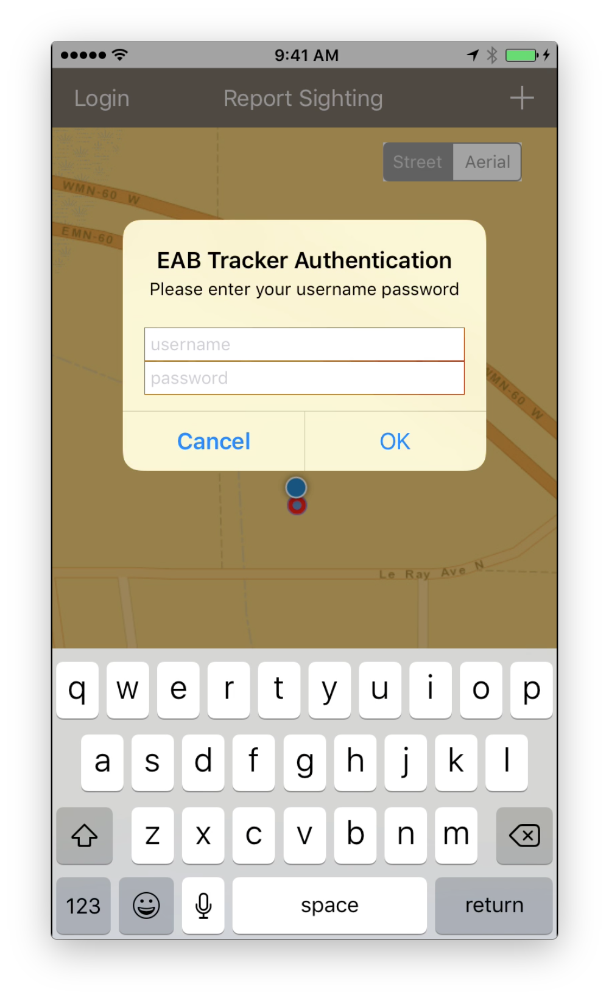 9:41 AM
Login Report Sighting
Street Aerial
WMN-60 W
EMN-60
EAB Tracker Authentication
Please enter your username password
username
password
WMN-60 W
Cancel OK
Le Ray Ave N
q w e r t y u i o p
a s d f g h j k l
z x c v b n m
123 space return